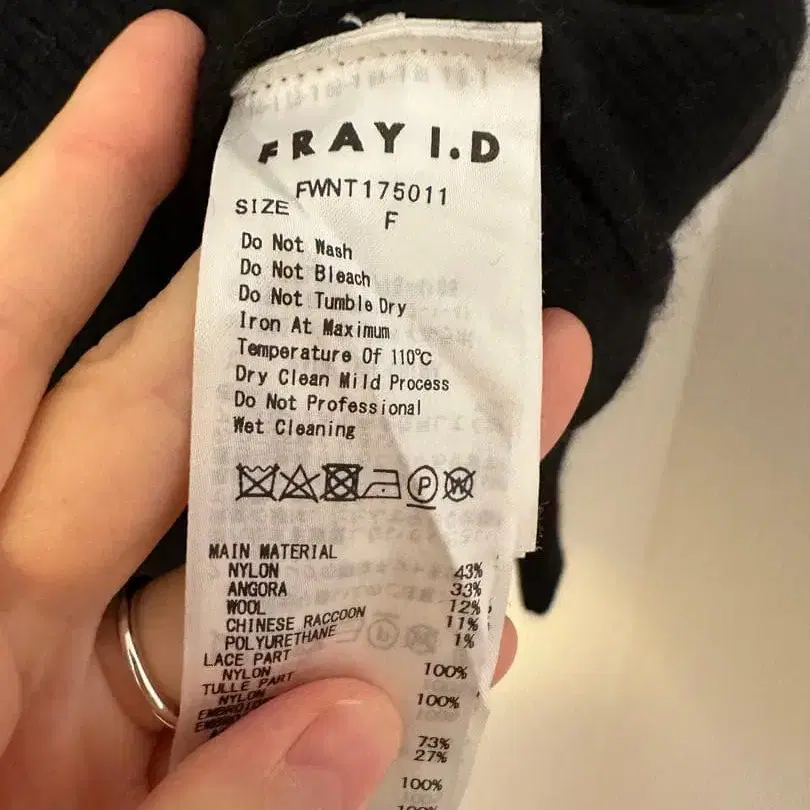 FRAY I.D
FWNT175011
SIZE F
Do Not Wash
Do Not Bleach
Do Not Tumble Dry
Iron At Maximum
Temperature Of 110℃
Dry Clean Mild Process
Do Not Professional
Wet Cleaning
P W
MAIN MATERIAL
NYLON 43%
ANGORA 33%
WOOL 12%
CHINESE RACCOON 11%
POLYURETHANE 1%
LACE PART
NYLON 100%
TULLE PART
NYLON 100%
73%
27%
100%
100%